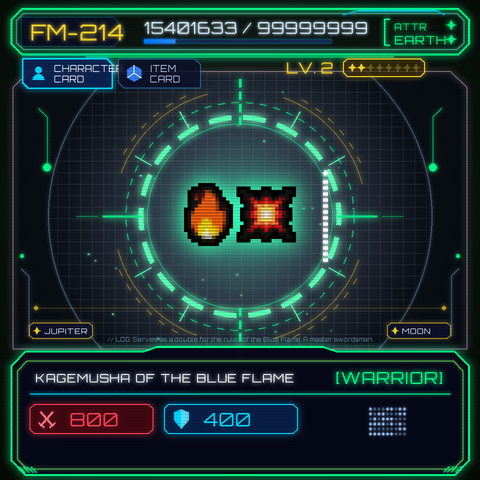 FM-214
15401633 / 99999999
ATTR
EARTH
CHARACTER
CARD
ITEM
CARD
LV.2
JUPITER
MOON
// LOG: Serves as a double for the ruler of the Blue Flame. A master swordsman.
KAGEMUSHA OF THE BLUE FLAME
[WARRIOR]
800
400